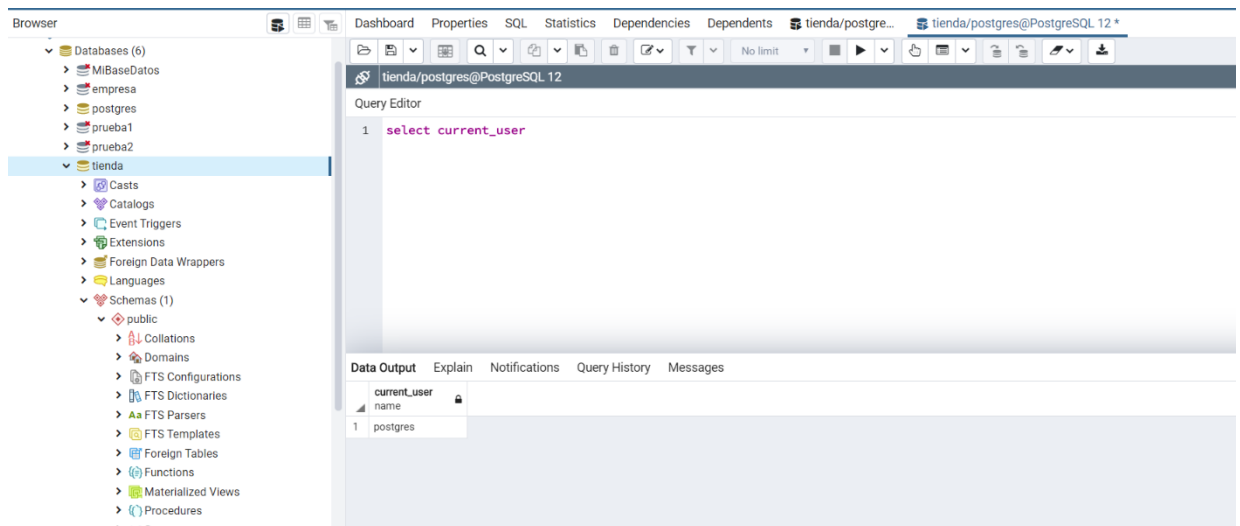 Browser
Dashboard Properties SQL Statistics Dependencies Dependents tienda/postgre... tienda/postgres@PostgreSQL 12 *
No limit
tienda/postgres@PostgreSQL 12
Query Editor
1 select current_user
Databases (6)
MiBaseDatos
empresa
postgres
prueba1
prueba2
tienda
Casts
Catalogs
Event Triggers
Extensions
Foreign Data Wrappers
Languages
Schemas (1)
public
Collations
Domains
FTS Configurations
FTS Dictionaries
Aa FTS Parsers
FTS Templates
Foreign Tables
Functions
Materialized Views
Procedures
Data Output Explain Notifications Query History Messages
current_user
name
1 postgres